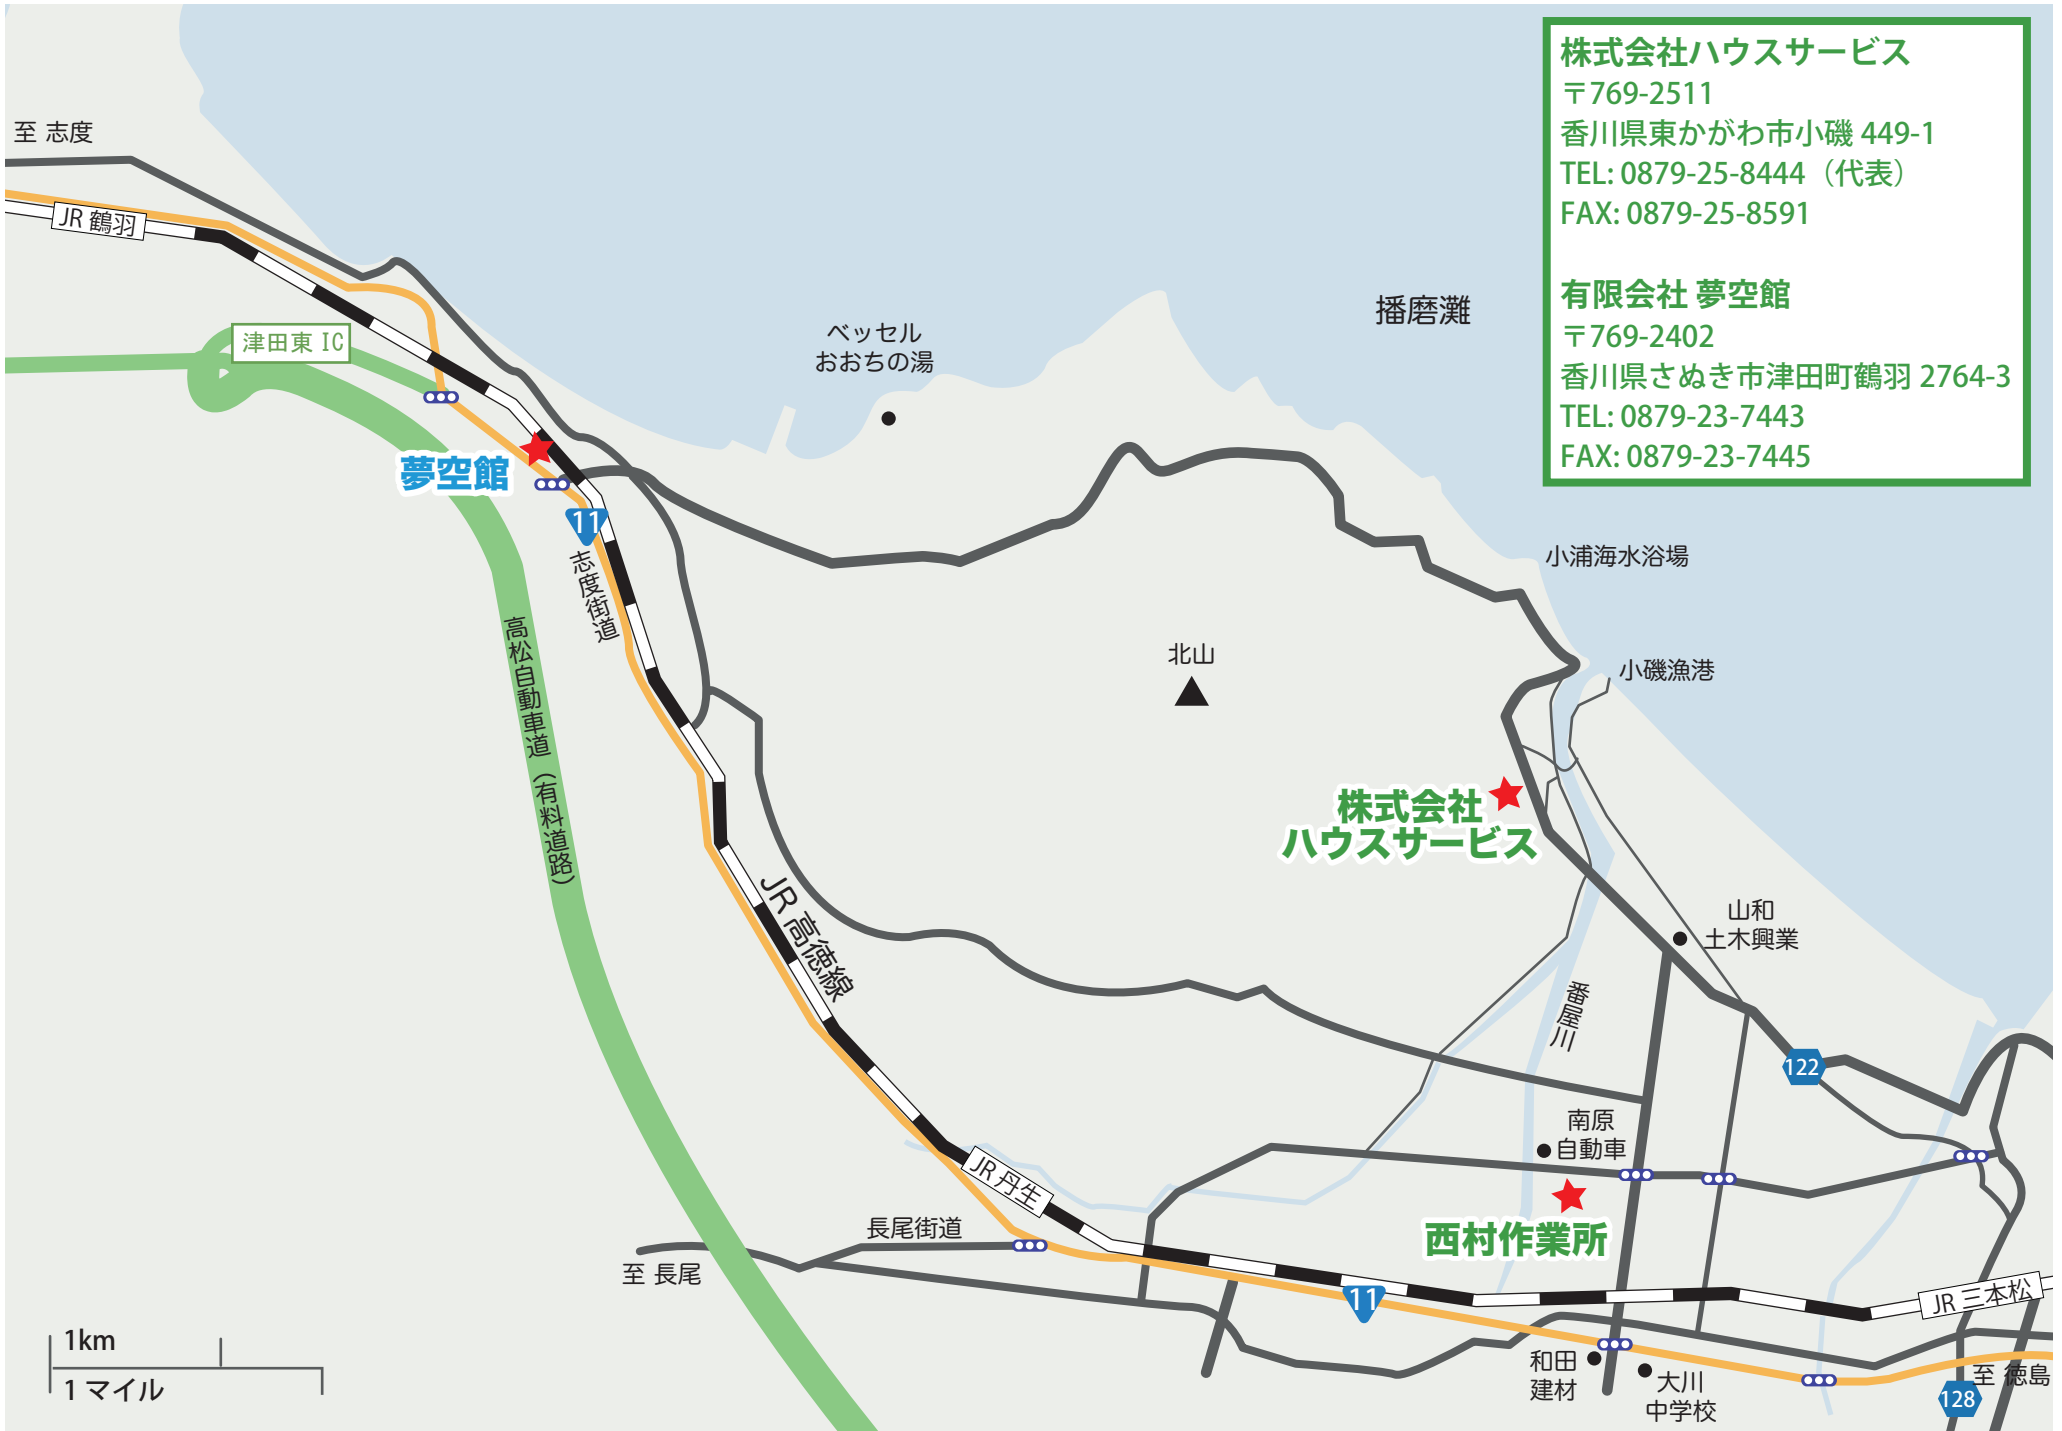 株式会社ハウスサービス
〒769-2511
香川県東かがわ市小磯 449-1
TEL: 0879-25-8444（代表）
FAX: 0879-25-8591
有限会社 夢空館
〒769-2402
香川県さぬき市津田町鶴羽 2764-3
TEL: 0879-23-7443
FAX: 0879-23-7445
至 志度
JR 鶴羽
津田東 IC
播磨灘
ベッセル
おおちの湯
夢空館
11
志度街道
高松自動車道（有料道路）
小浦海水浴場
北山
小磯漁港
株式会社
ハウスサービス
JR 高徳線
山和
土木興業
番屋川
122
南原
自動車
JR 丹生
西村作業所
長尾街道
至 長尾
11
JR 三本松
1km
1 マイル
和田
建材
大川
中学校
至 徳島
128